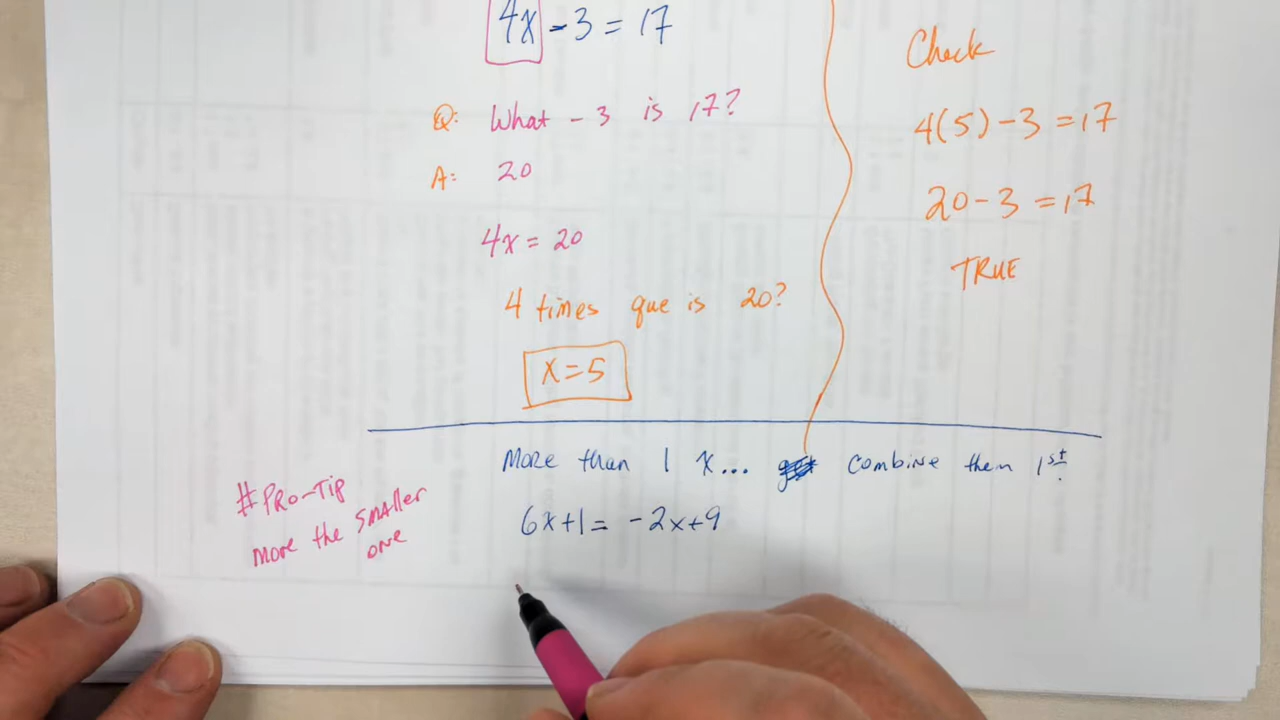 4x - 3 = 17
Q: What - 3 is 17?
A: 20
4x = 20
4 times que is 20?
x = 5
Check
4(5) - 3 = 17
20 - 3 = 17
TRUE
More than 1 x... combine them 1st.
#PRO-TIP
more the SMALLER
one
6x+1 = -2x+9